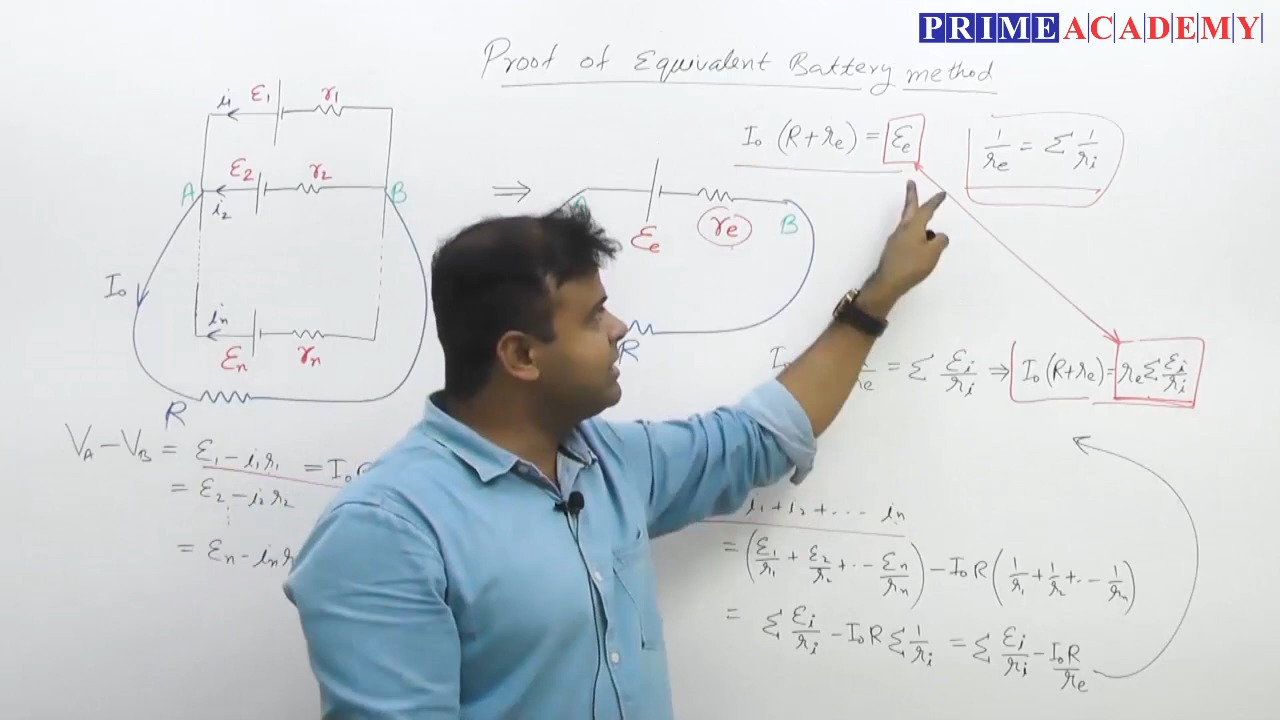 PRIME ACADEMY
Proof of Equivalent Battery method
i1 ε1 r1
A i2 ε2 r2 B
I0
in εn rn
R
⇒
εe re B
R
I0 (R+re) = εe
1/re = Σ 1/ri
= Σ εi/ri ⇒ I0 (R+re) = re Σ εi/ri
VA − VB = ε1 − i1r1 = I0
= ε2 − i2r2
= εn − in
i1 + i2 + ... in
= (ε1/r1 + ε2/r2 + .. - εn/rn) − I0R (1/r1 + 1/r2 + .. - 1/rn)
= Σ εi/ri − I0R Σ 1/ri = Σ εi/ri − I0R/re